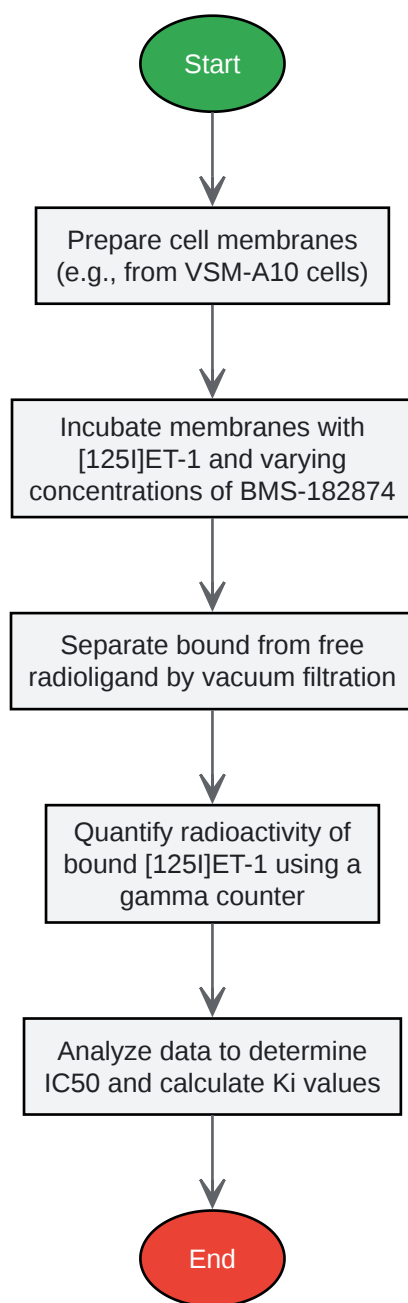 Start
Prepare cell membranes
(e.g., from VSM-A10 cells)
Incubate membranes with
[125I]ET-1 and varying
concentrations of BMS-182874
Separate bound from free
radioligand by vacuum filtration
Quantify radioactivity of
bound [125I]ET-1 using a
gamma counter
Analyze data to determine
IC50 and calculate Ki values
End